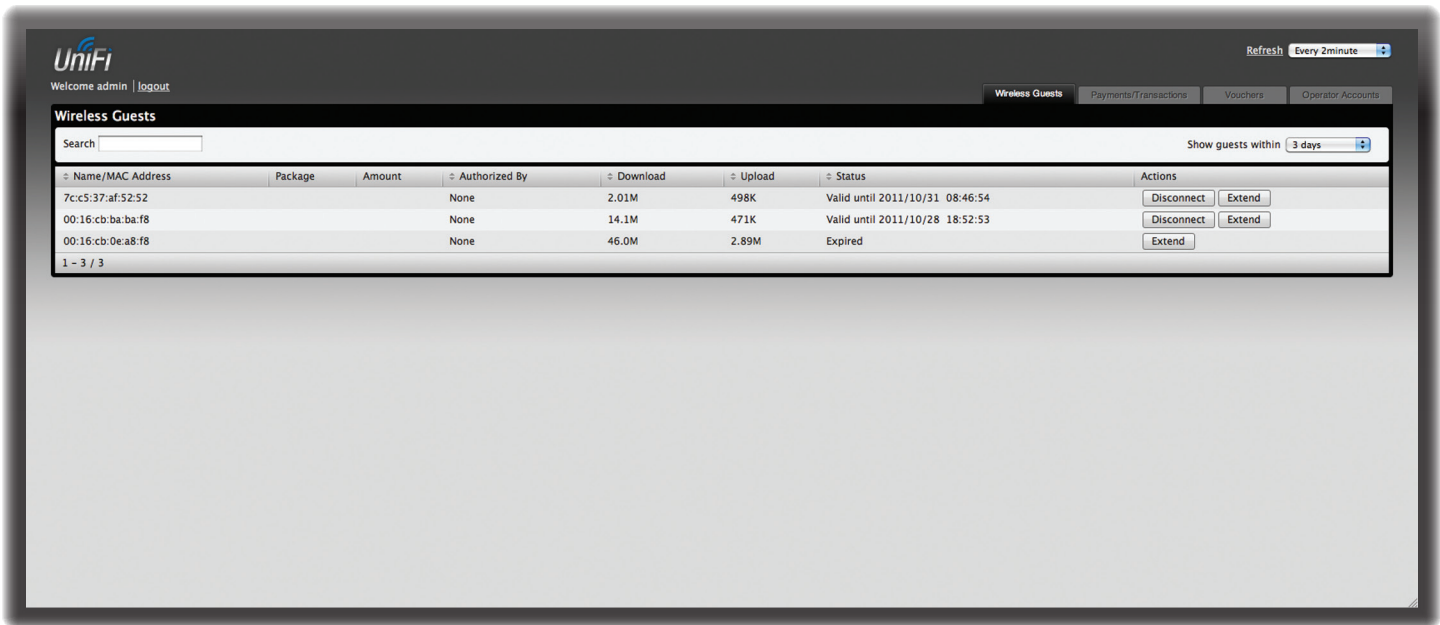 UniFi
Refresh Every 2minute
Welcome admin | logout
Wireless Guests Payments/Transactions Vouchers Operator Accounts
Wireless Guests
Search Show guests within 3 days
Name/MAC Address Package Amount Authorized By Download Upload Status Actions
7c:c5:37:af:52:52 None 2.01M 498K Valid until 2011/10/31 08:46:54 Disconnect Extend
00:16:cb:ba:ba:f8 None 14.1M 471K Valid until 2011/10/28 18:52:53 Disconnect Extend
00:16:cb:0e:a8:f8 None 46.0M 2.89M Expired Extend
1 - 3 / 3